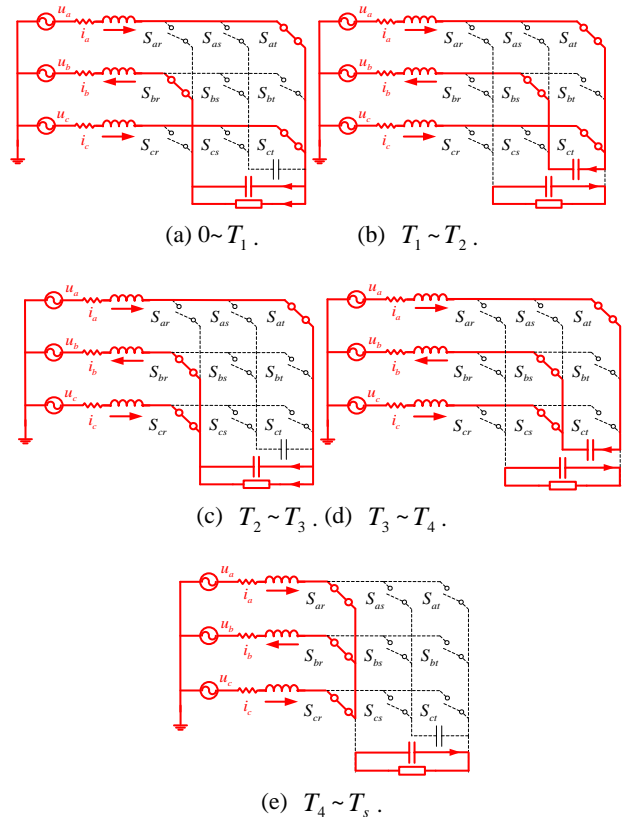 u_a
i_a
S_ar S_as S_at
u_b
i_b
S_br S_bs S_bt
u_c
i_c
S_cr S_cs S_ct
(a) 0~T_1 .
u_a
i_a
S_ar S_as S_at
u_b
i_b
S_br S_bs S_bt
u_c
i_c
S_cr S_cs S_ct
(b) T_1 ~ T_2 .
u_a
i_a
S_ar S_as S_at
u_b
i_b
S_br S_bs S_bt
u_c
i_c
S_cr S_cs S_ct
(c) T_2 ~ T_3 .
u_a
i_a
S_ar S_as S_at
u_b
i_b
S_br S_bs S_bt
u_c
i_c
S_cr S_cs S_ct
(d) T_3 ~ T_4 .
u_a
i_a
S_ar S_as S_at
u_b
i_b
S_br S_bs S_bt
u_c
i_c
S_cr S_cs S_ct
(e) T_4 ~ T_s .